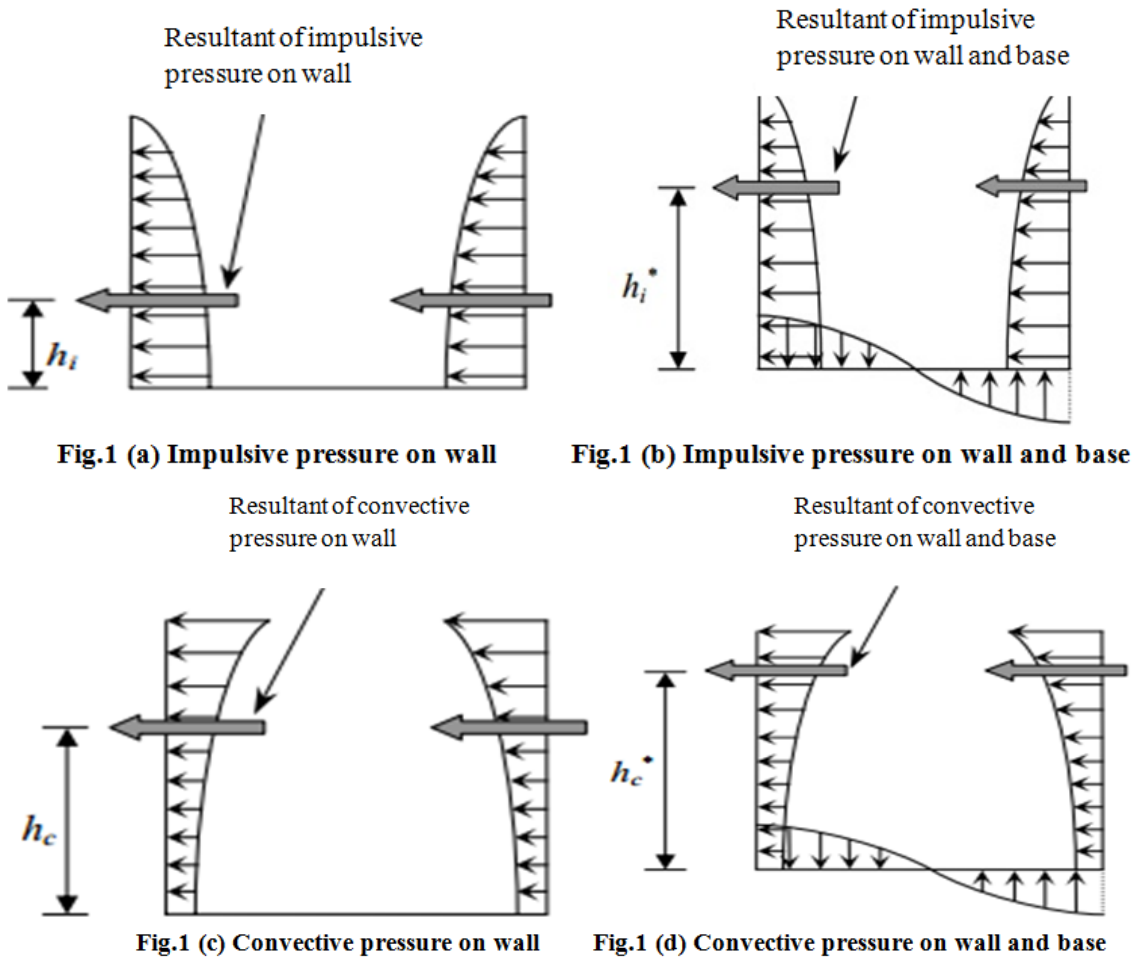 Resultant of impulsive
pressure on wall
Resultant of impulsive
pressure on wall and base
h_i
h_i*
Fig.1 (a) Impulsive pressure on wall
Fig.1 (b) Impulsive pressure on wall and base
Resultant of convective
pressure on wall
Resultant of convective
pressure on wall and base
h_c
h_c*
Fig.1 (c) Convective pressure on wall
Fig.1 (d) Convective pressure on wall and base